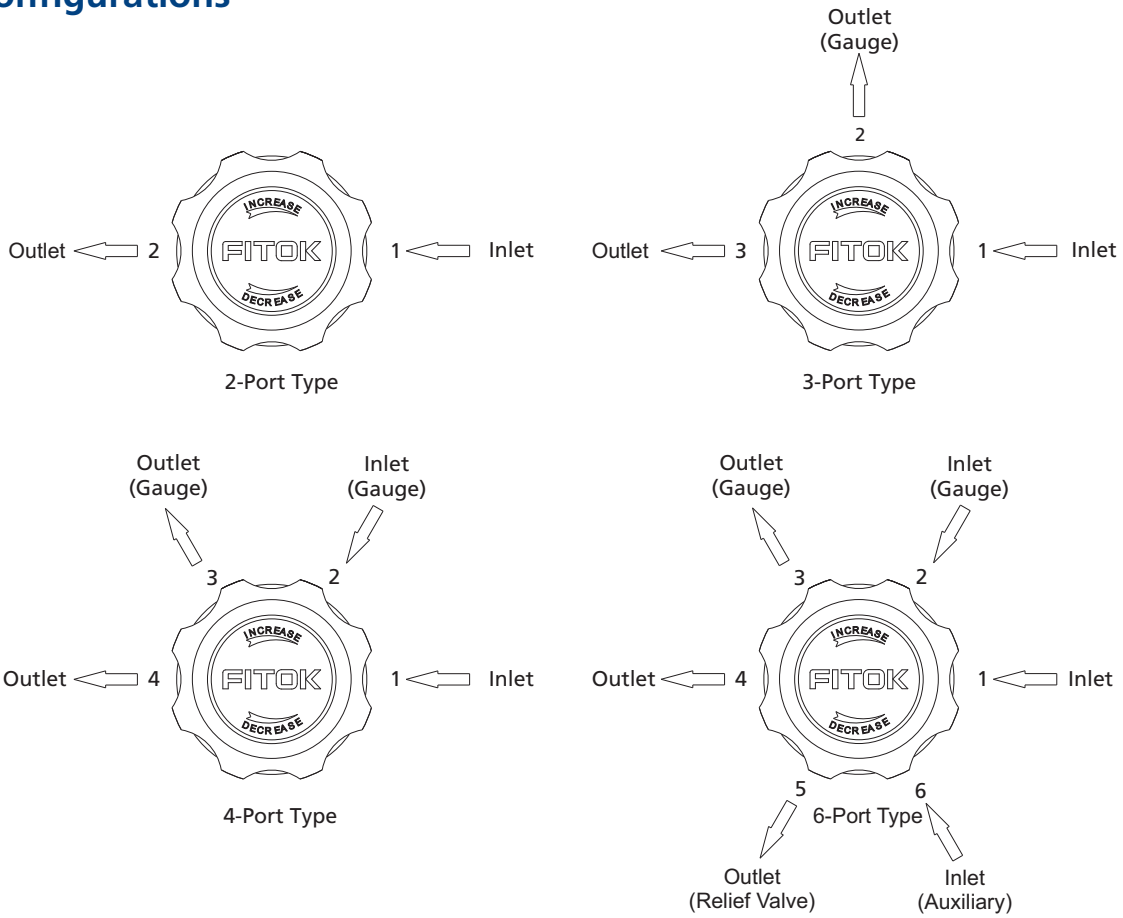 onfigurations
Outlet
(Gauge)
2
INCREASE
FITOK
DECREASE
Outlet
2
1
Inlet
2-Port Type
INCREASE
FITOK
DECREASE
Outlet
3
1
Inlet
3-Port Type
Outlet
(Gauge)
Inlet
(Gauge)
3
2
INCREASE
FITOK
DECREASE
Outlet
4
1
Inlet
4-Port Type
Outlet
(Gauge)
Inlet
(Gauge)
3
2
INCREASE
FITOK
DECREASE
Outlet
4
1
Inlet
5
6
6-Port Type
Outlet
(Relief Valve)
Inlet
(Auxiliary)